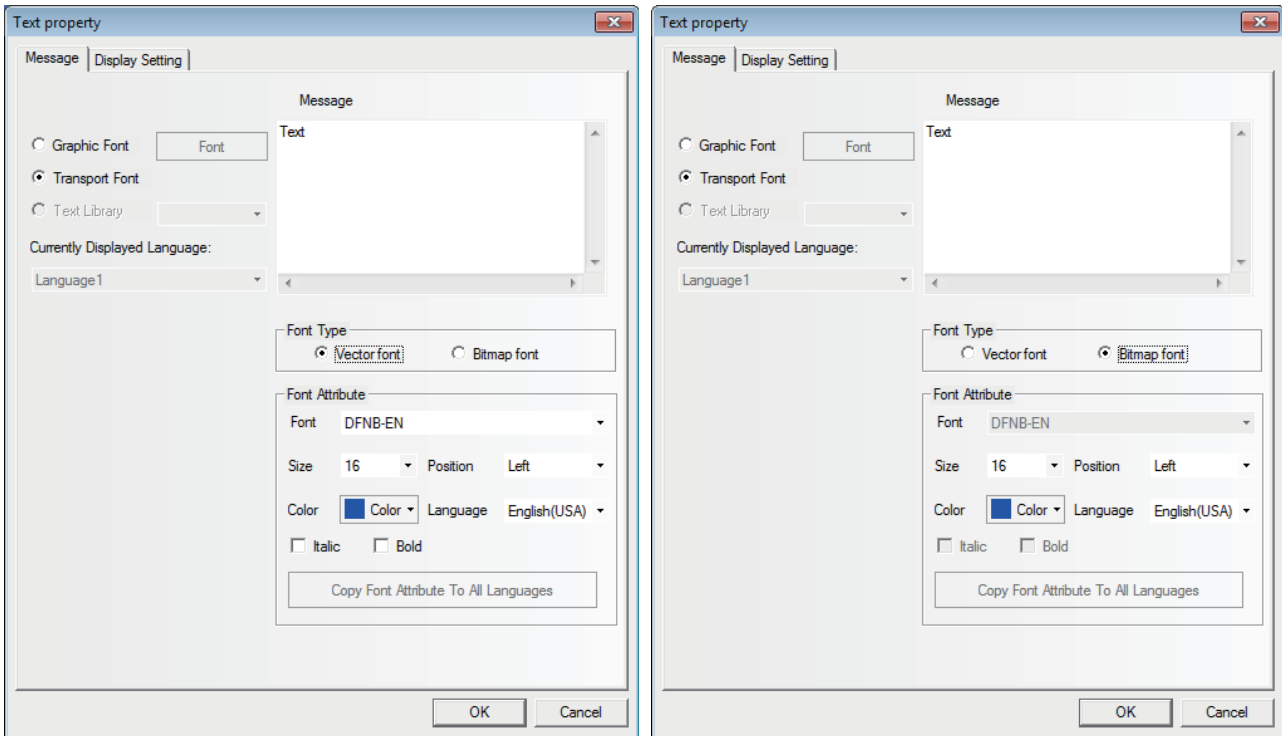 Text property
Message Display Setting
Message
Graphic Font Font
Text
Transport Font
Text Library
Currently Displayed Language:
Language1
Font Type
Vector font Bitmap font
Font Attribute
Font DFNB-EN
Size 16 Position Left
Color Color Language English(USA)
Italic Bold
Copy Font Attribute To All Languages
OK Cancel
Text property
Message Display Setting
Message
Graphic Font Font
Text
Transport Font
Text Library
Currently Displayed Language:
Language1
Font Type
Vector font Bitmap font
Font Attribute
Font DFNB-EN
Size 16 Position Left
Color Color Language English(USA)
Italic Bold
Copy Font Attribute To All Languages
OK Cancel